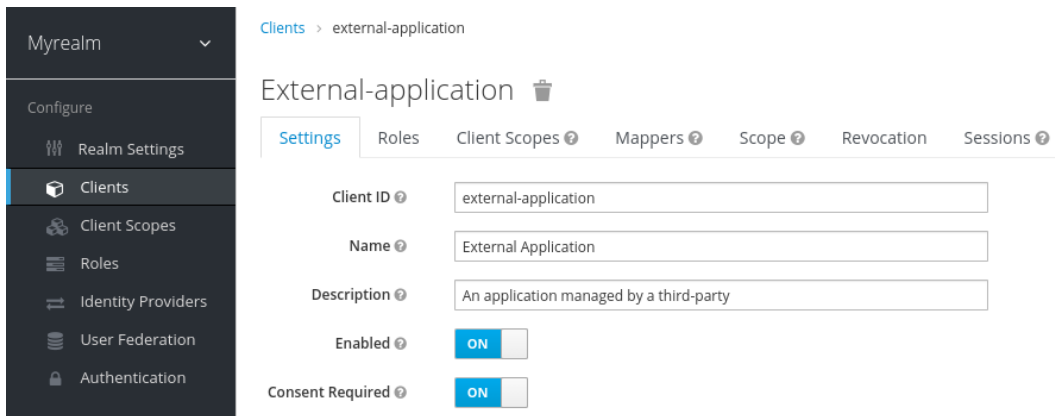 Myrealm
Configure
Realm Settings
Clients
Client Scopes
Roles
Identity Providers
User Federation
Authentication
Clients > external-application
External-application
Settings Roles Client Scopes Mappers Scope Revocation Sessions
Client ID external-application
Name External Application
Description An application managed by a third-party
Enabled ON
Consent Required ON